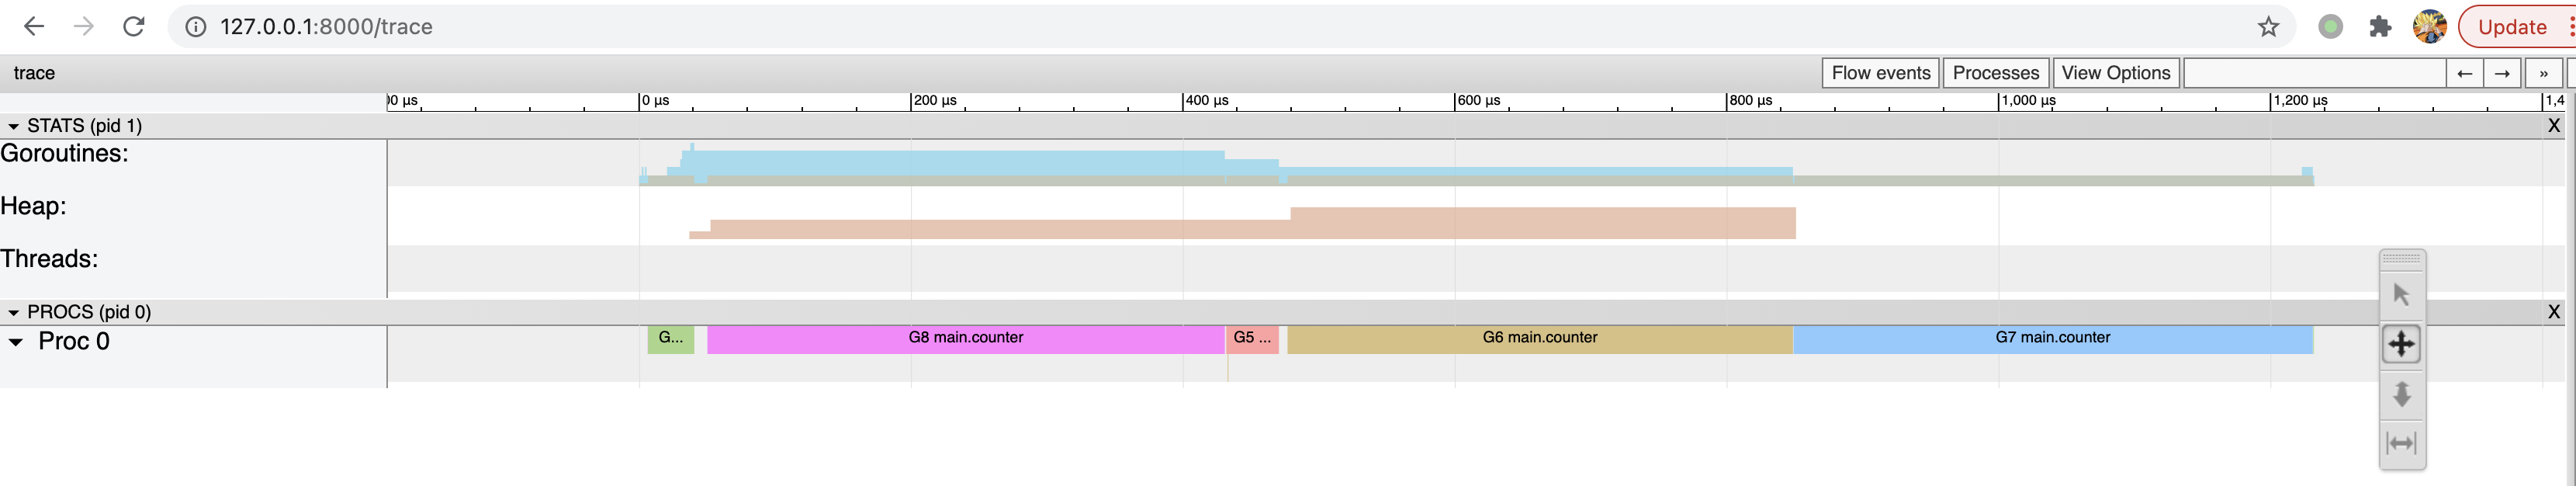 127.0.0.1:8000/trace
Update
trace
Flow events Processes View Options ← → »
0 µs 0 µs 200 µs 400 µs 600 µs 800 µs 1,000 µs 1,200 µs 1,4
STATS (pid 1) X
Goroutines:
Heap:
Threads:
PROCS (pid 0) X
Proc 0 G... G8 main.counter G5 ... G6 main.counter G7 main.counter